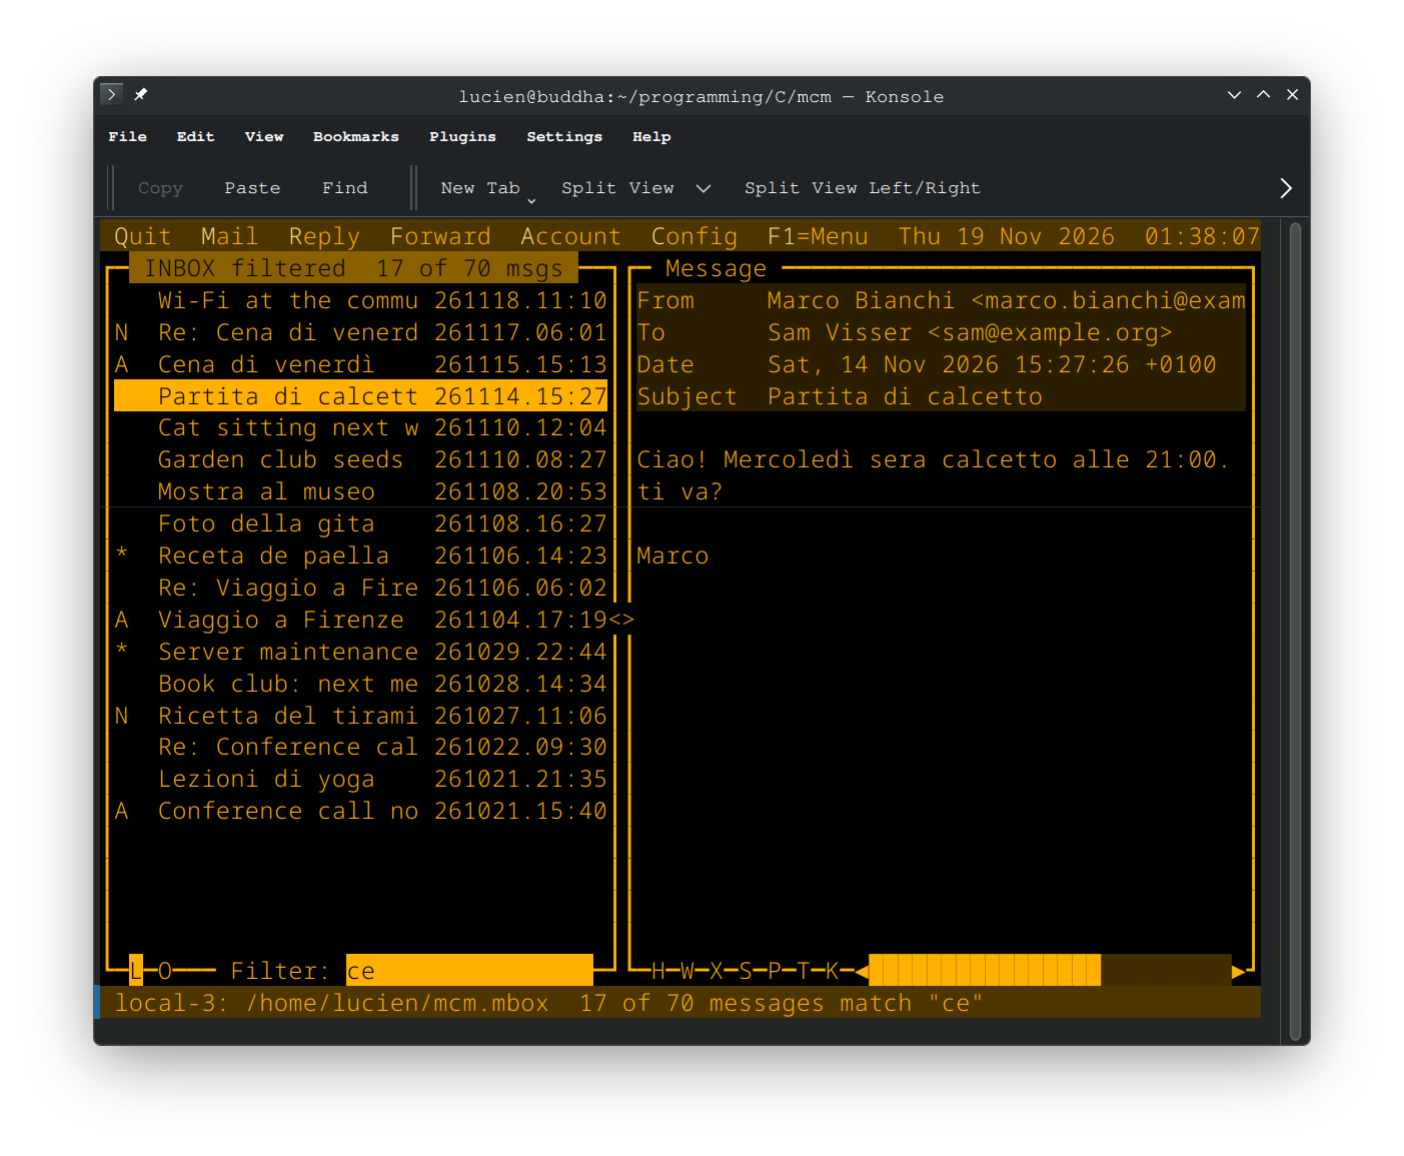 lucien@buddha:~/programming/C/mcm — Konsole
File Edit View Bookmarks Plugins Settings Help
Copy Paste Find New Tab Split View Split View Left/Right
Quit Mail Reply Forward Account Config F1=Menu Thu 19 Nov 2026 01:38:07
INBOX filtered 17 of 70 msgs
Wi-Fi at the commu 261118.11:10
N Re: Cena di venerd 261117.06:01
A Cena di venerdì 261115.15:13
Partita di calcett 261114.15:27
Cat sitting next w 261110.12:04
Garden club seeds 261110.08:27
Mostra al museo 261108.20:53
Foto della gita 261108.16:27
* Receta de paella 261106.14:23
Re: Viaggio a Fire 261106.06:02
A Viaggio a Firenze 261104.17:19<>
* Server maintenance 261029.22:44
Book club: next me 261028.14:34
N Ricetta del tirami 261027.11:06
Re: Conference cal 261022.09:30
Lezioni di yoga 261021.21:35
A Conference call no 261021.15:40
L O Filter: ce
Message
From Marco Bianchi <marco.bianchi@exam
To Sam Visser <sam@example.org>
Date Sat, 14 Nov 2026 15:27:26 +0100
Subject Partita di calcetto
Ciao! Mercoledì sera calcetto alle 21:00.
ti va?
Marco
H W X S P T K
local-3: /home/lucien/mcm.mbox 17 of 70 messages match "ce"